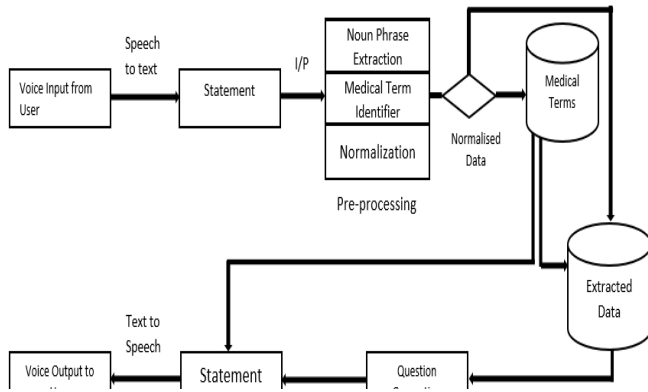 Speech
to text
Voice Input from
User
Statement
I/P
Noun Phrase
Extraction
Medical Term
Identifier
Normalization
Pre-processing
Normalised
Data
Medical
Terms
Extracted
Data
Question
Statement
Text to
Speech
Voice Output to